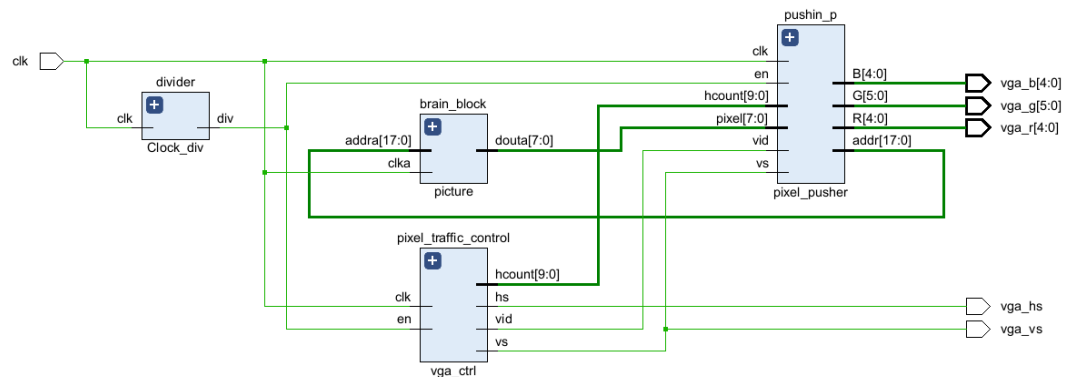 pushin_p
clk
clk
divider
en
B[4:0]
vga_b[4:0]
brain_block
hcount[9:0]
G[5:0]
vga_g[5:0]
clk
div
pixel[7:0]
R[4:0]
vga_r[4:0]
Clock_div
addra[17:0]
douta[7:0]
vid
addr[17:0]
clka
vs
picture
pixel_pusher
pixel_traffic_control
hcount[9:0]
clk
hs
vga_hs
en
vid
vga_vs
vs
vga_ctrl